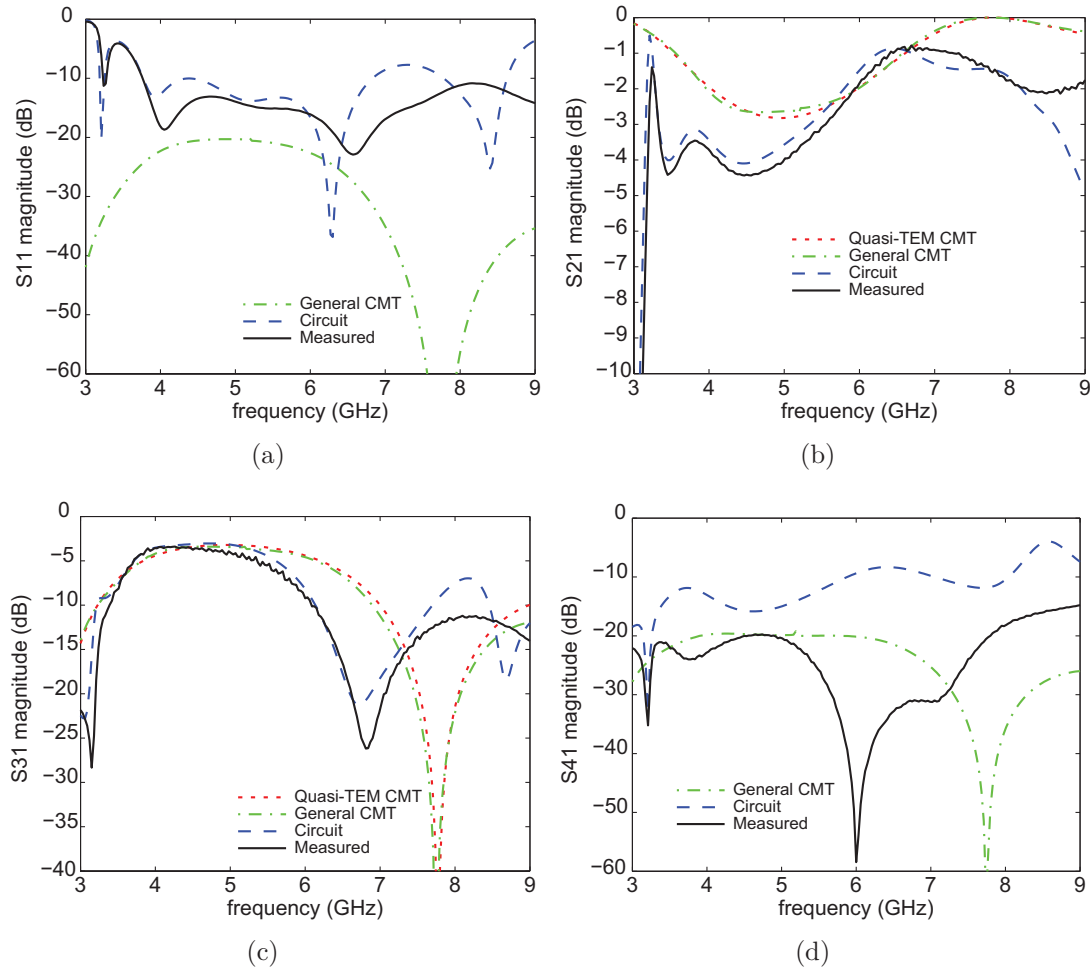 0
−10
−20
−30
−40
−50
−60
S11 magnitude (dB)
3 4 5 6 7 8 9
frequency (GHz)
General CMT
Circuit
Measured
(a)
0
−1
−2
−3
−4
−5
−6
−7
−8
−9
−10
S21 magnitude (dB)
3 4 5 6 7 8 9
frequency (GHz)
Quasi-TEM CMT
General CMT
Circuit
Measured
(b)
0
−5
−10
−15
−20
−25
−30
−35
−40
S31 magnitude (dB)
3 4 5 6 7 8 9
frequency (GHz)
Quasi-TEM CMT
General CMT
Circuit
Measured
(c)
0
−10
−20
−30
−40
−50
−60
S41 magnitude (dB)
3 4 5 6 7 8 9
frequency (GHz)
General CMT
Circuit
Measured
(d)